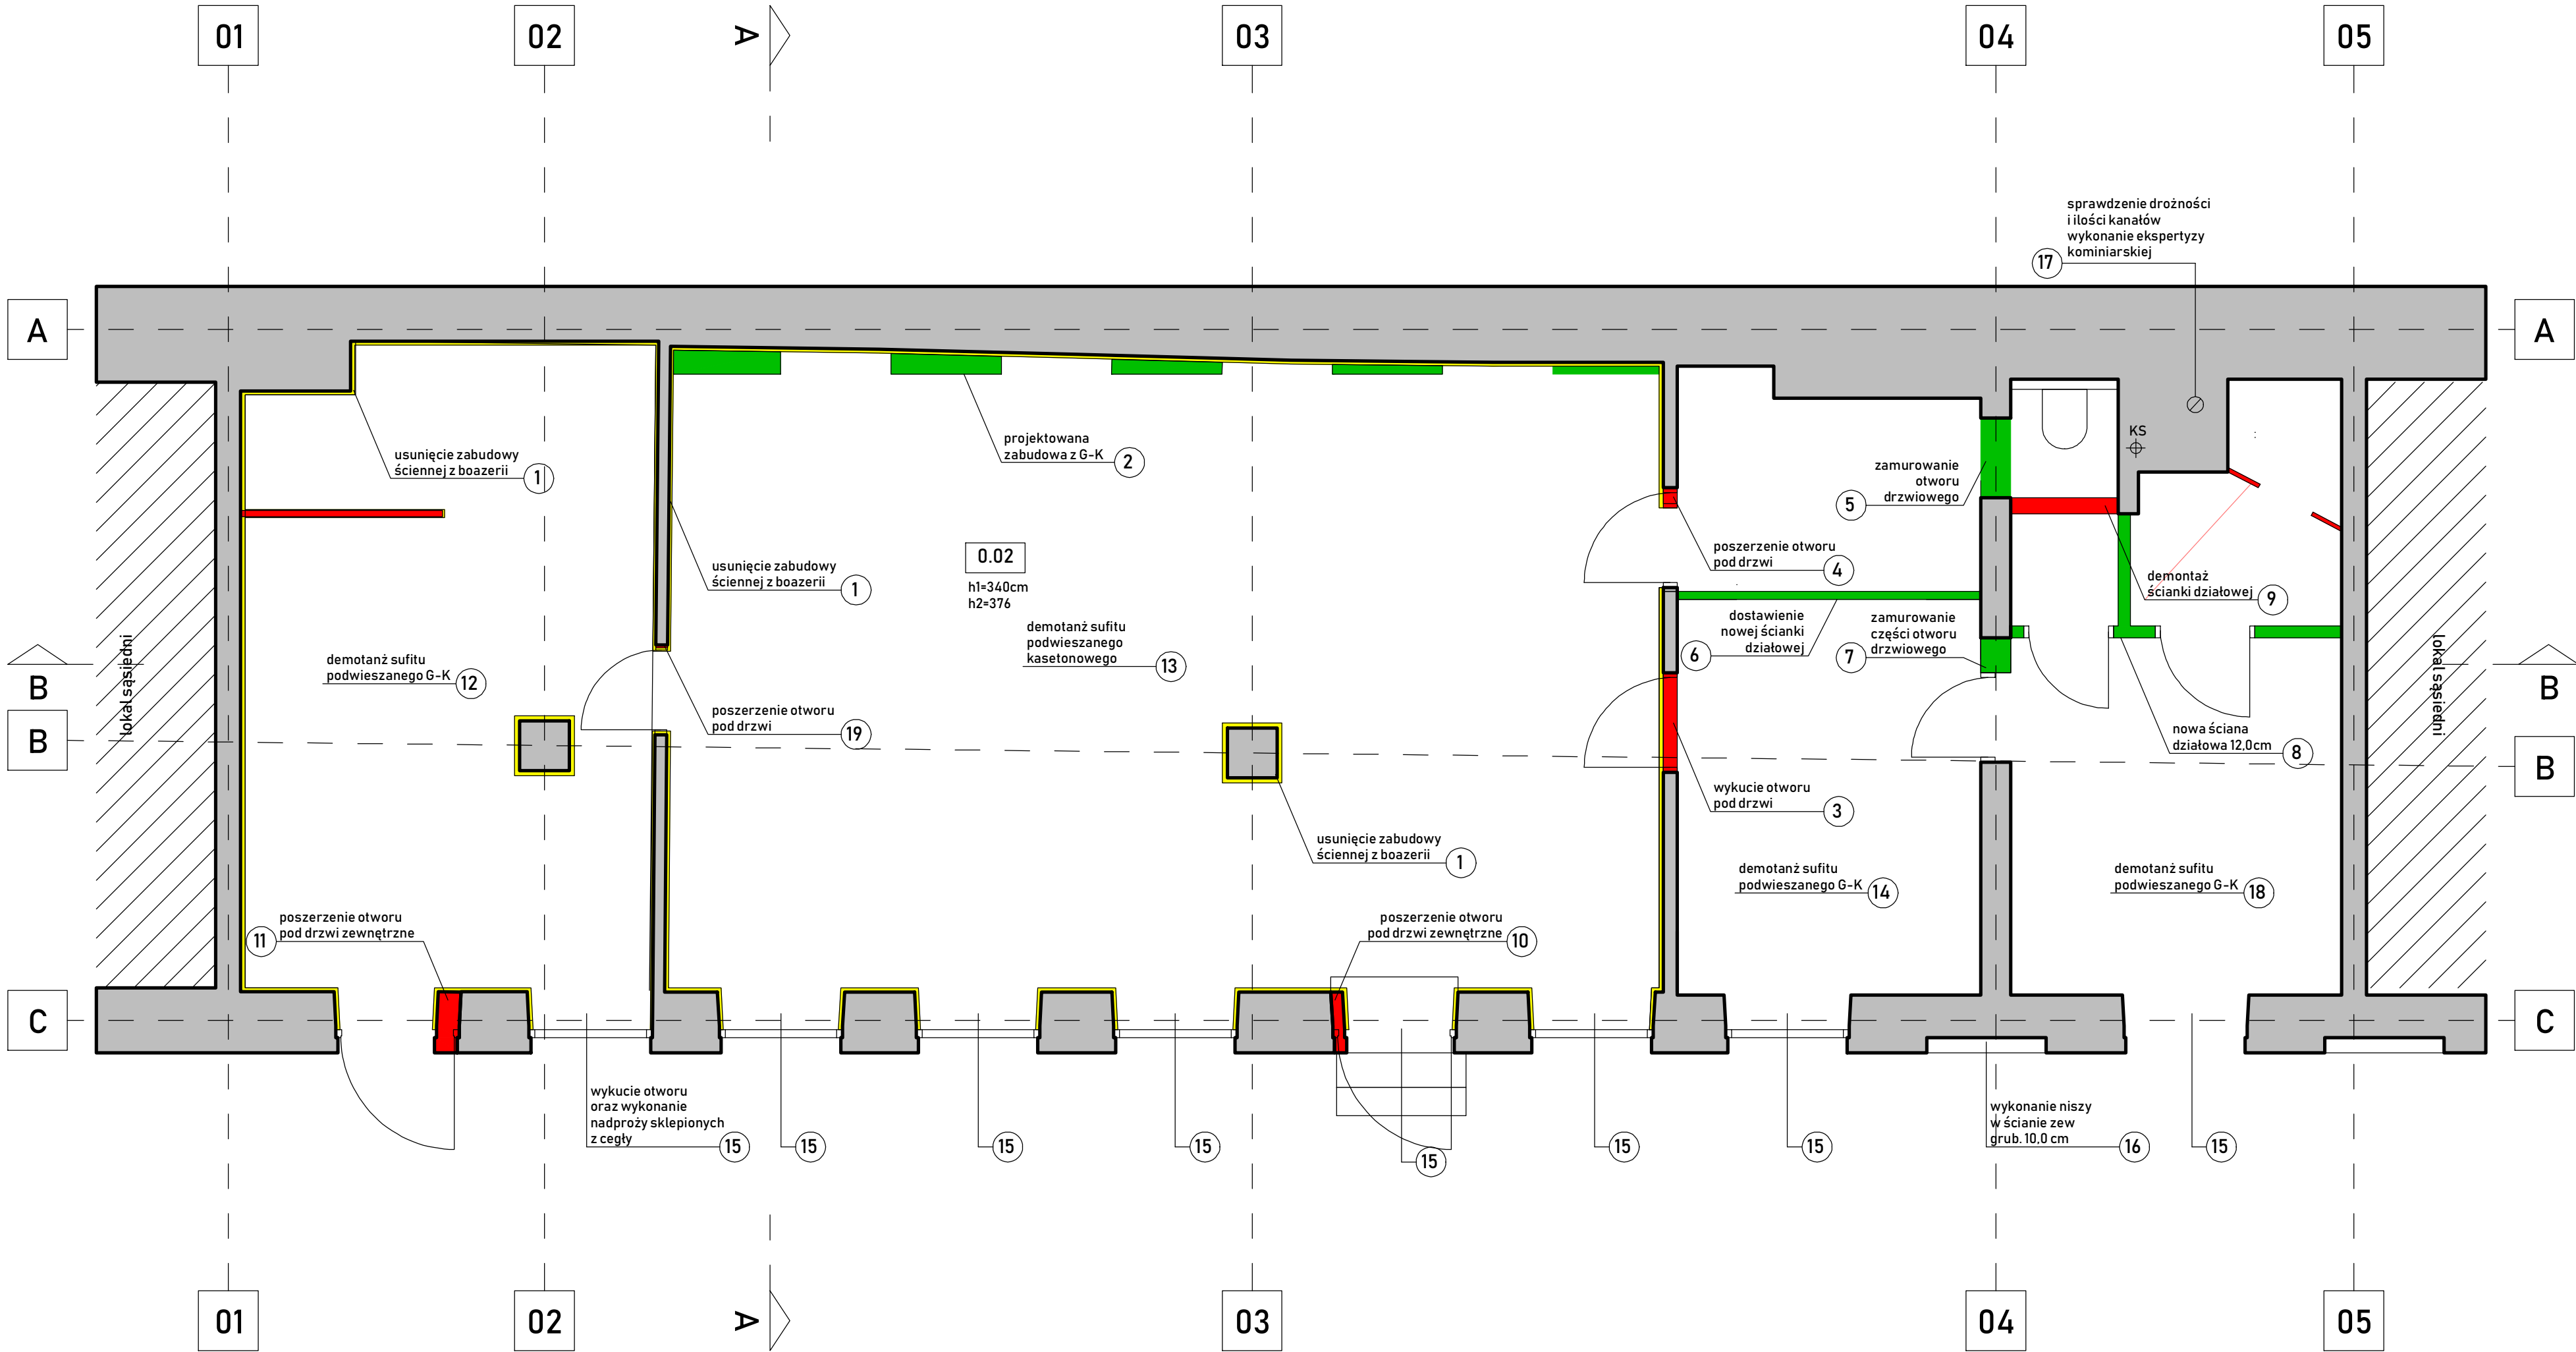 01
02
A
03
04
05
sprawdzenie drożności
i ilości kanałów
wykonanie ekspertyzy
kominiarskiej
17
A
A
KS
usunięcie zabudowy
ściennej z boazerii
1
projektowana
zabudowa z G-K
2
zamurowanie
otworu
drzwiowego
5
0.02
h1=340cm
h2=376
usunięcie zabudowy
ściennej z boazerii
1
poszerzenie otworu
pod drzwi
4
demontaż
ścianki działowej
9
demotanż sufitu
podwieszanego
kasetonowego
13
dostawienie
nowej ścianki
działowej
6
zamurowanie
części otworu
drzwiowego
7
demotanż sufitu
podwieszanego G-K
12
lokal sąsiedni
lokal sąsiedni
B
B
poszerzenie otworu
pod drzwi
19
nowa ściana
działowa 12,0cm
8
B
B
wykucie otworu
pod drzwi
3
usunięcie zabudowy
ściennej z boazerii
1
demotanż sufitu
podwieszanego G-K
14
demotanż sufitu
podwieszanego G-K
18
poszerzenie otworu
pod drzwi zewnętrzne
11
poszerzenie otworu
pod drzwi zewnętrzne
10
C
C
wykucie otworu
oraz wykonanie
nadproży sklepionych
z cegły
15
15
15
15
15
15
15
wykonanie niszy
w ścianie zew
grub. 10,0 cm
16
15
01
02
A
03
04
05